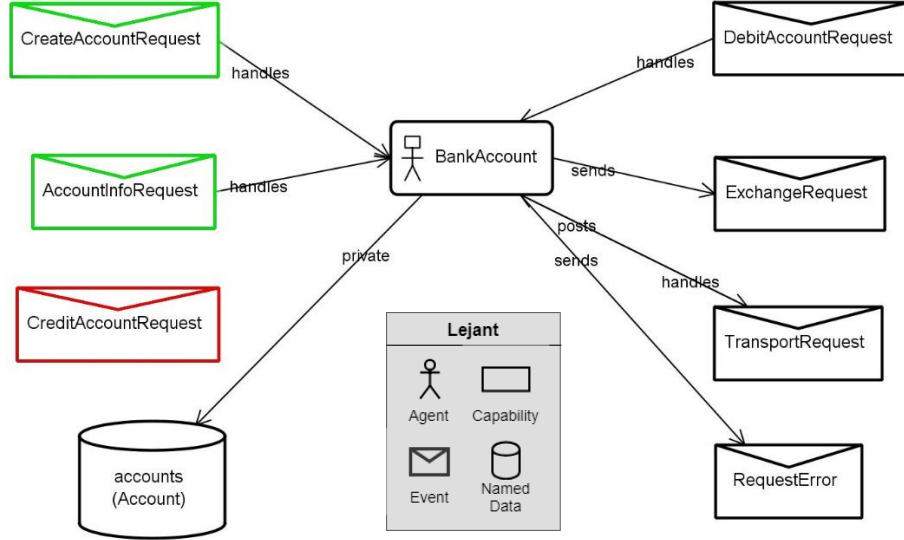 CreateAccountRequest
DebitAccountRequest
handles
handles
BankAccount
AccountInfoRequest
handles
sends
ExchangeRequest
posts
private
sends
handles
CreditAccountRequest
TransportRequest
Lejant
Agent
Capability
accounts
(Account)
Event
Named
Data
RequestError